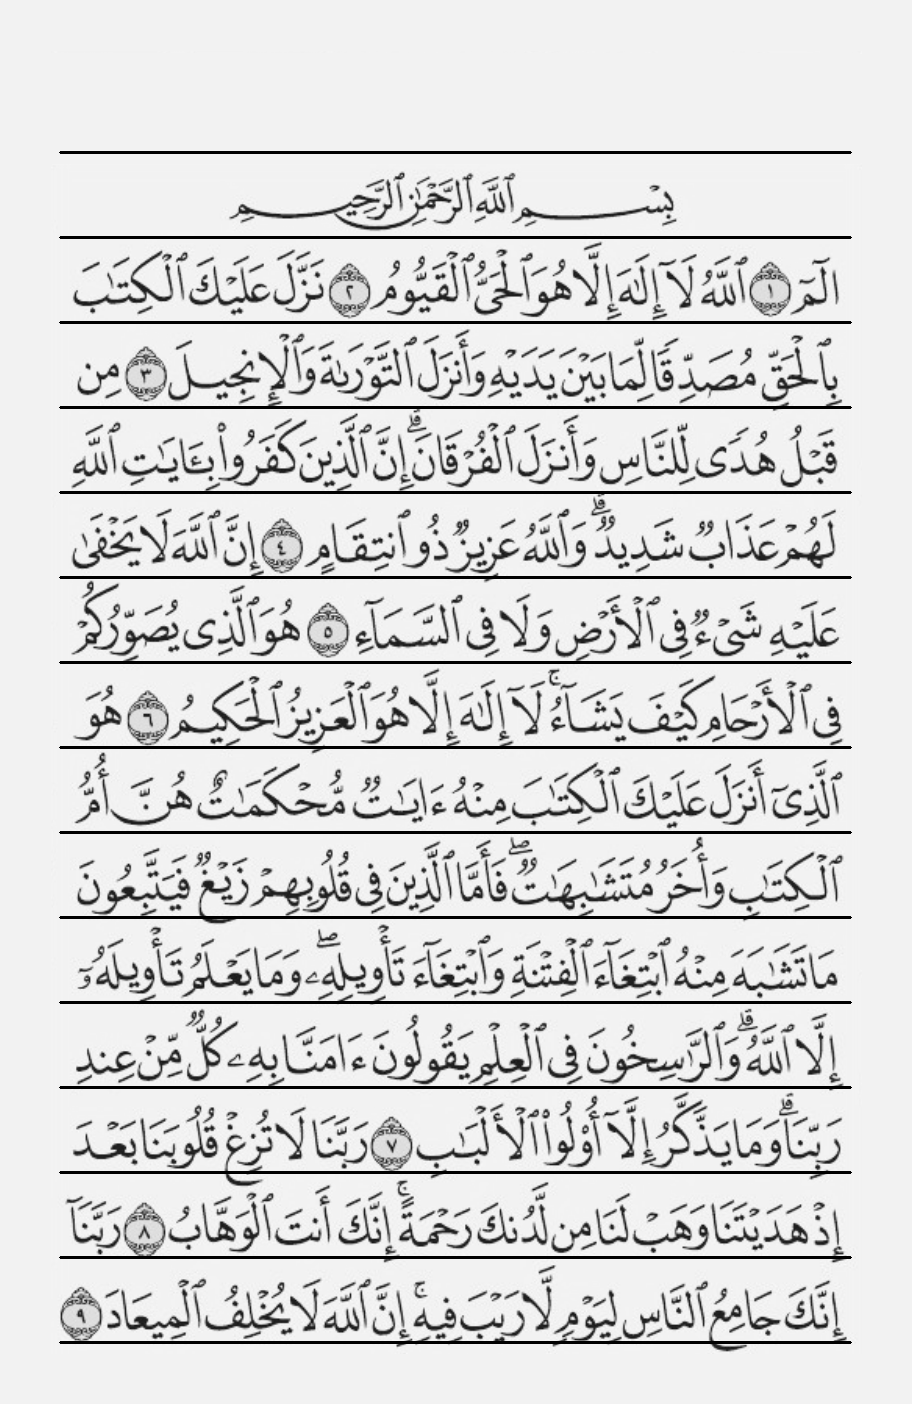 بِسْمِ ٱللَّهِ ٱلرَّحْمَٰنِ ٱلرَّحِيمِ
الٓمٓ ١ ٱللَّهُ لَآ إِلَٰهَ إِلَّا هُوَ ٱلْحَىُّ ٱلْقَيُّومُ ٢ نَزَّلَ عَلَيْكَ ٱلْكِتَٰبَ
بِٱلْحَقِّ مُصَدِّقًا لِّمَا بَيْنَ يَدَيْهِ وَأَنزَلَ ٱلتَّوْرَىٰةَ وَٱلْإِنجِيلَ ٣ مِن
قَبْلُ هُدًى لِّلنَّاسِ وَأَنزَلَ ٱلْفُرْقَانَ ۗ إِنَّ ٱلَّذِينَ كَفَرُوا۟ بِـَٔايَٰتِ ٱللَّهِ
لَهُمْ عَذَابٌ شَدِيدٌ ۗ وَٱللَّهُ عَزِيزٌ ذُو ٱنتِقَامٍ ٤ إِنَّ ٱللَّهَ لَا يَخْفَىٰ
عَلَيْهِ شَىْءٌ فِى ٱلْأَرْضِ وَلَا فِى ٱلسَّمَآءِ ٥ هُوَ ٱلَّذِى يُصَوِّرُكُمْ
فِى ٱلْأَرْحَامِ كَيْفَ يَشَآءُ ۚ لَآ إِلَٰهَ إِلَّا هُوَ ٱلْعَزِيزُ ٱلْحَكِيمُ ٦ هُوَ
ٱلَّذِىٓ أَنزَلَ عَلَيْكَ ٱلْكِتَٰبَ مِنْهُ ءَايَٰتٌ مُّحْكَمَٰتٌ هُنَّ أُمُّ
ٱلْكِتَٰبِ وَأُخَرُ مُتَشَٰبِهَٰتٌ ۖ فَأَمَّا ٱلَّذِينَ فِى قُلُوبِهِمْ زَيْغٌ فَيَتَّبِعُونَ
مَا تَشَٰبَهَ مِنْهُ ٱبْتِغَآءَ ٱلْفِتْنَةِ وَٱبْتِغَآءَ تَأْوِيلِهِۦ ۖ وَمَا يَعْلَمُ تَأْوِيلَهُۥٓ
إِلَّا ٱللَّهُ ۗ وَٱلرَّٰسِخُونَ فِى ٱلْعِلْمِ يَقُولُونَ ءَامَنَّا بِهِۦ كُلٌّ مِّنْ عِندِ
رَبِّنَا ۗ وَمَا يَذَّكَّرُ إِلَّآ أُو۟لُوا۟ ٱلْأَلْبَٰبِ ٧ رَبَّنَا لَا تُزِغْ قُلُوبَنَا بَعْدَ
إِذْ هَدَيْتَنَا وَهَبْ لَنَا مِن لَّدُنكَ رَحْمَةً ۚ إِنَّكَ أَنتَ ٱلْوَهَّابُ ٨ رَبَّنَآ
إِنَّكَ جَامِعُ ٱلنَّاسِ لِيَوْمٍ لَّا رَيْبَ فِيهِ ۚ إِنَّ ٱللَّهَ لَا يُخْلِفُ ٱلْمِيعَادَ ٩